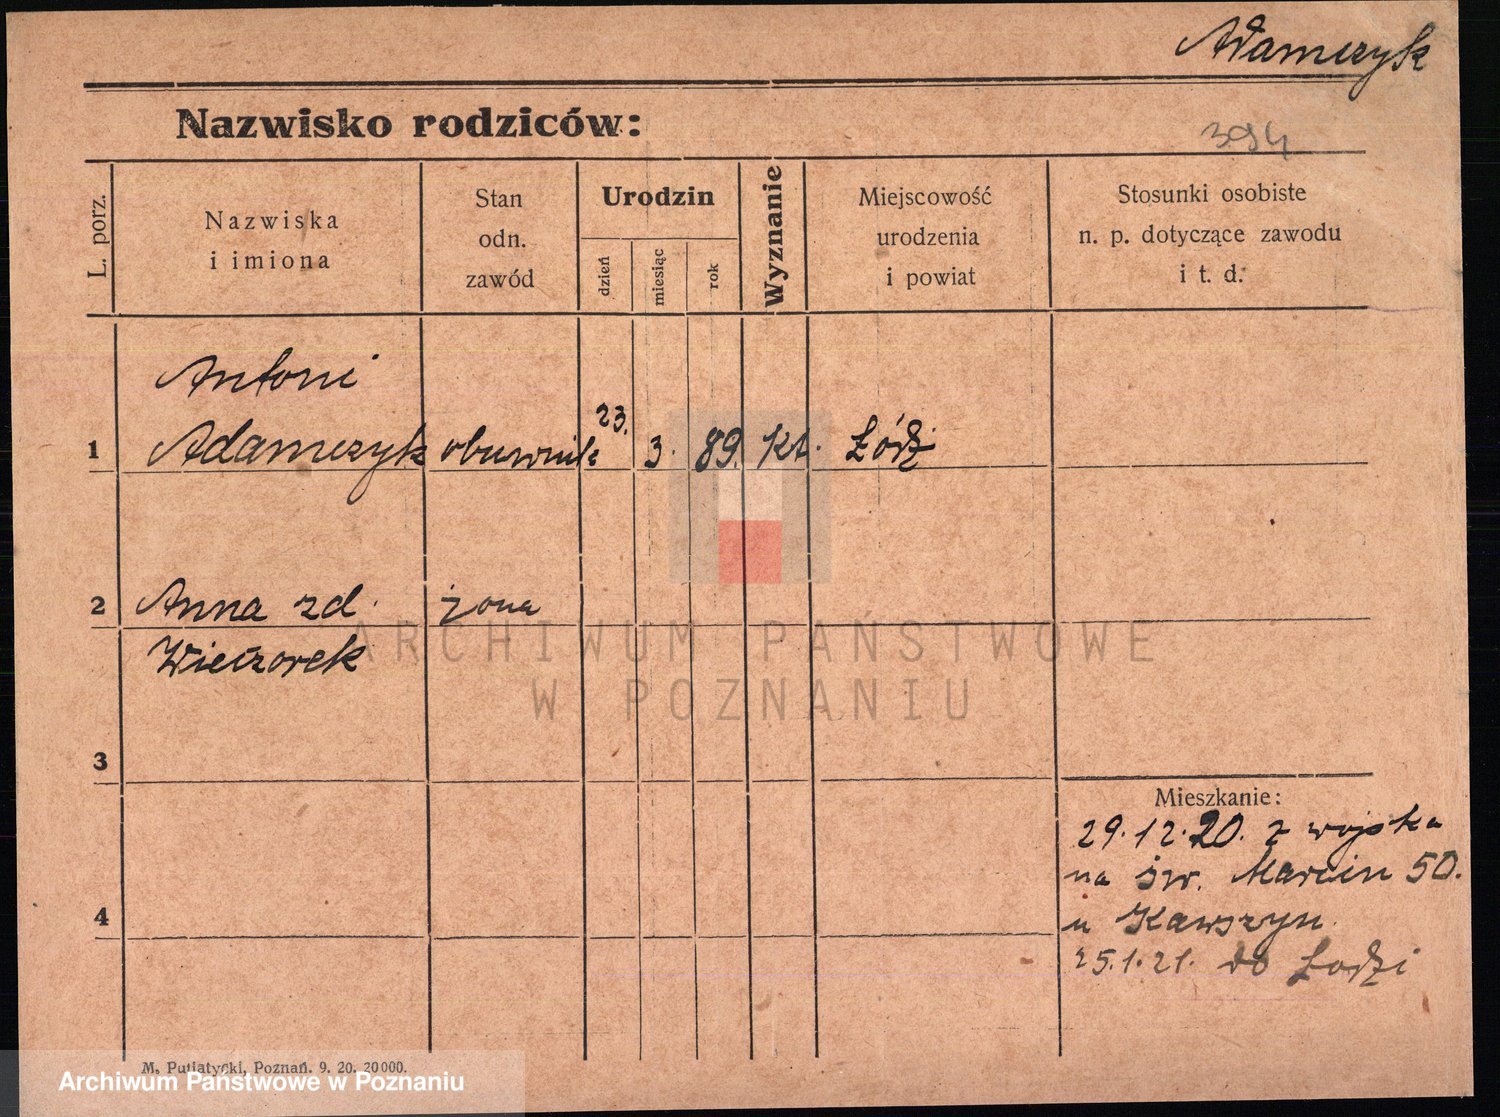 Adamczyk
Nazwisko rodziców:
394
L. porz.
Nazwiska
i imiona
Stan
odn.
zawód
Urodzin
dzień
miesiąc
rok
Wyznanie
Miejscowość
urodzenia
i powiat
Stosunki osobiste
n. p. dotyczące zawodu
i t. d.
Antoni
1 Adamczyk obuwnik 23. 3. 89. kt. Łódź
2 Anna zd. żona
Wieczorek
ARCHIWUM PAŃSTWOWE
W POZNANIU
3
Mieszkanie:
29.12.20. z wojska
na św. Marcin 50.
4 u Kawszyn
25.1.21. do Łodzi
M. Putiatycki, Poznań. 9. 20. 20000.
Archiwum Państwowe w Poznaniu